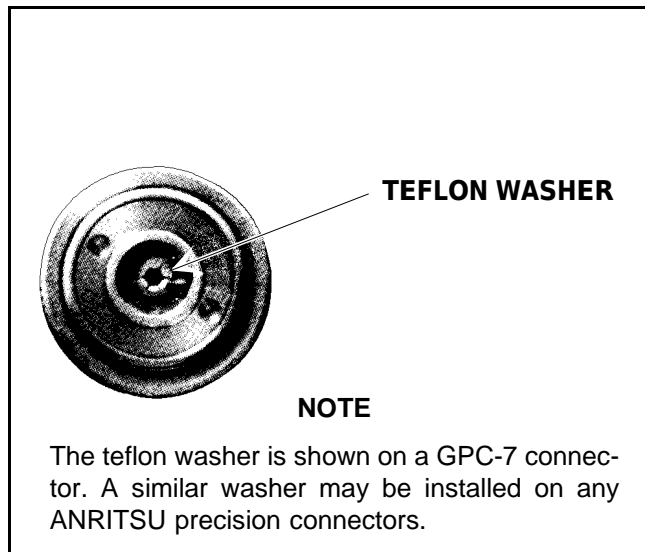 TEFLON WASHER
NOTE
The teflon washer is shown on a GPC-7 connec-
tor. A similar washer may be installed on any
ANRITSU precision connectors.